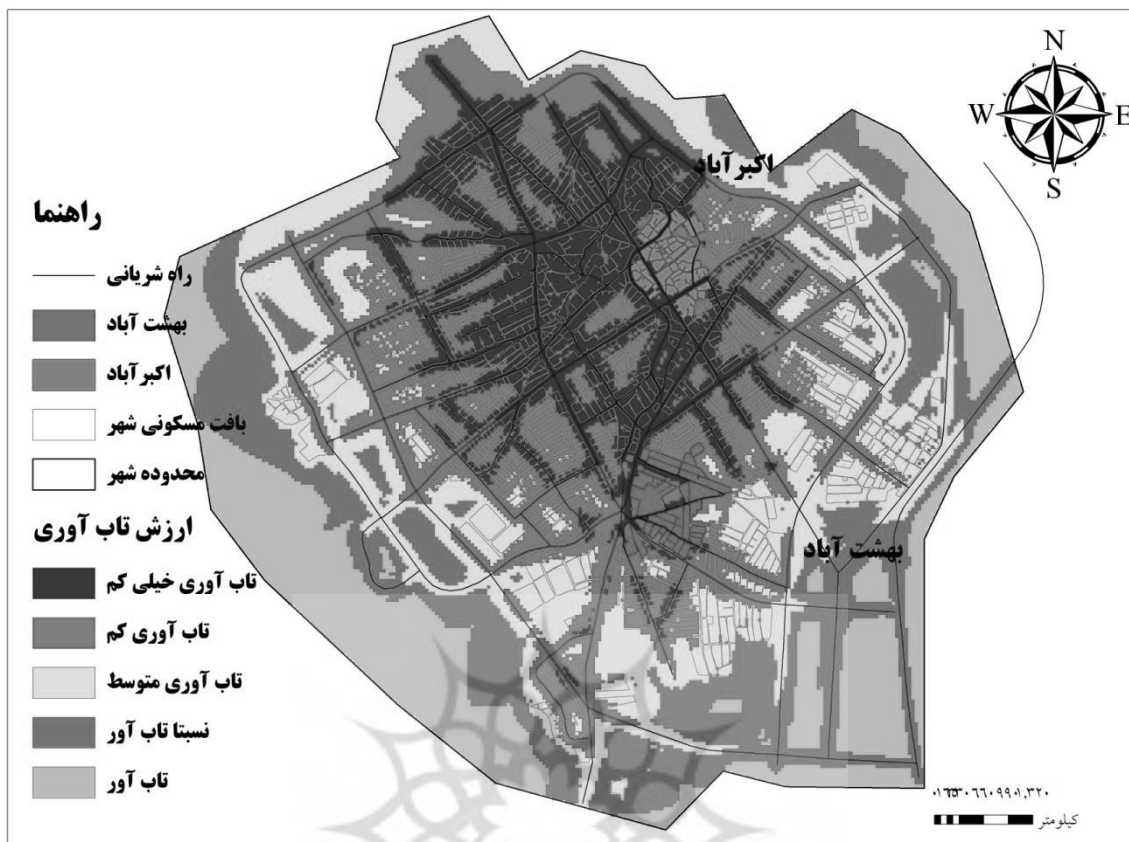 N
W
E
S
اکبرآباد
بهشت آباد
راهنما
راه شریانی
بهشت آباد
اکبرآباد
بافت مسکونی شهر
محدوده شهر
ارزش تاب آوری
تاب آوری خیلی کم
تاب آوری کم
تاب آوری متوسط
نسبتا تاب آور
تاب آور
کیلومتر